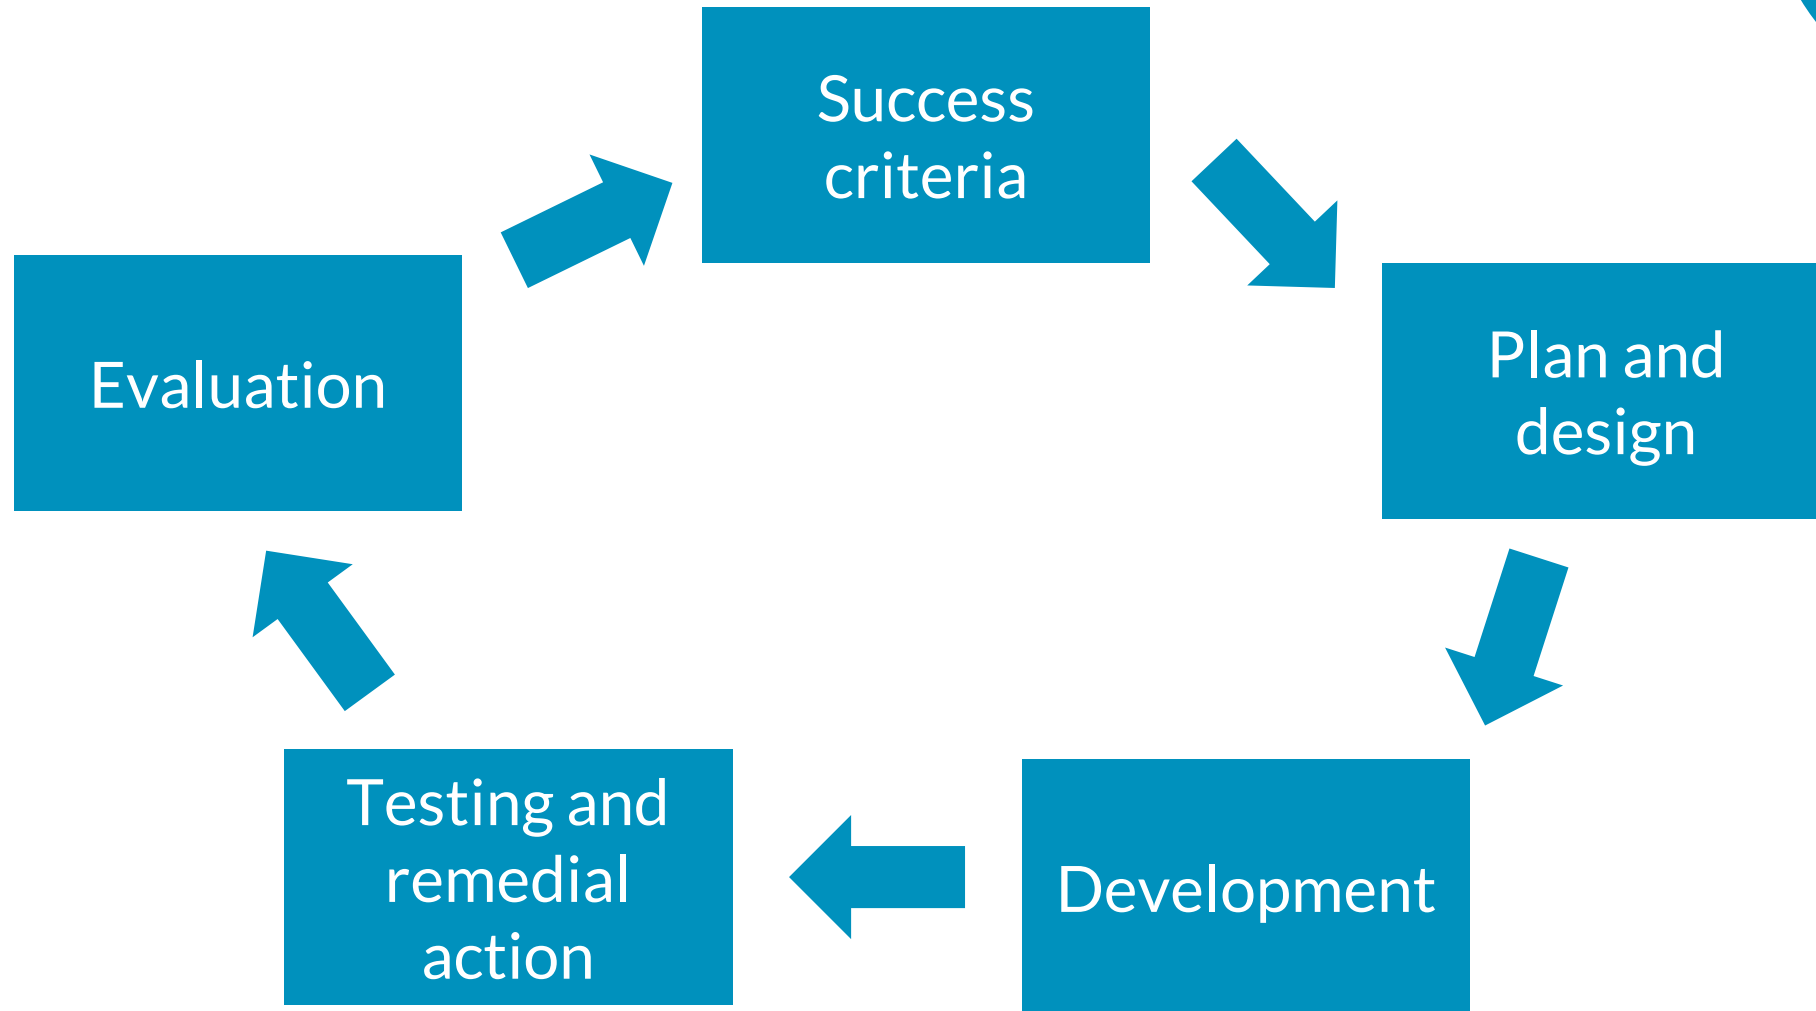 Success
criteria
Plan and
design
Development
Testing and
remedial
action
Evaluation